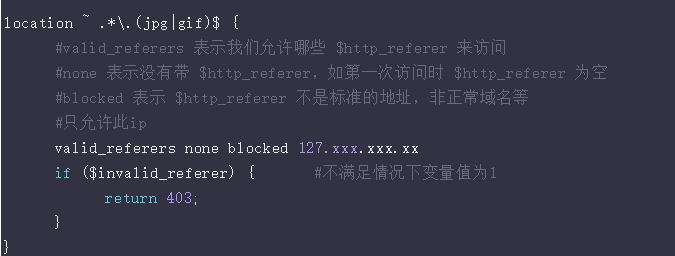 location ~ .*\.(jpg|gif)$ {
#valid_referers 表示我们允许哪些 $http_referer 来访问
#none 表示没有带 $http_referer，如第一次访问时 $http_referer 为空
#blocked 表示 $http_referer 不是标准的地址，非正常域名等
#只允许此ip
valid_referers none blocked 127.xxx.xxx.xx
if ($invalid_referer) {      #不满足情况下变量值为1
return 403;
}
}